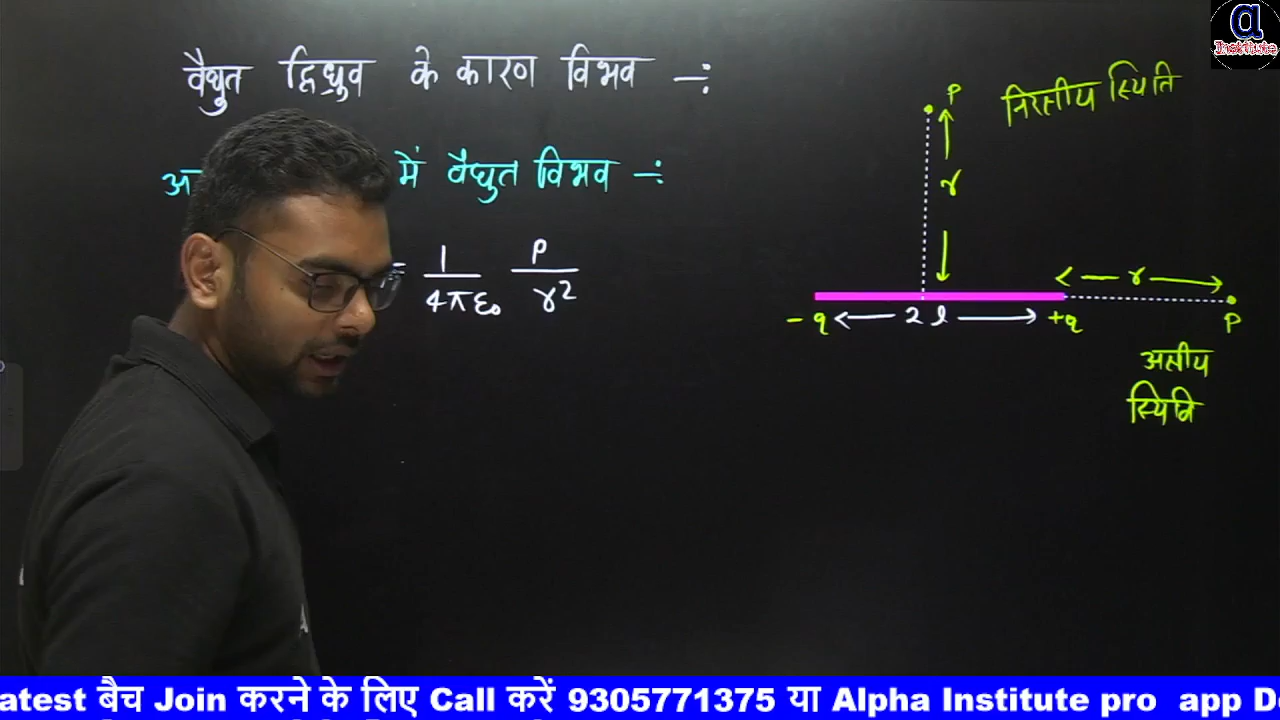 वैद्युत द्विध्रुव के कारण विभव –:
में वैद्युत विभव –:
= 1/4πε₀ P/r²
P
निरक्षीय स्थिति
r
r
-q ← 2l → +q
P
अक्षीय
स्थिति
a
Institute
atest बैच Join करने के लिए Call करें 9305771375 या Alpha Institute pro app D